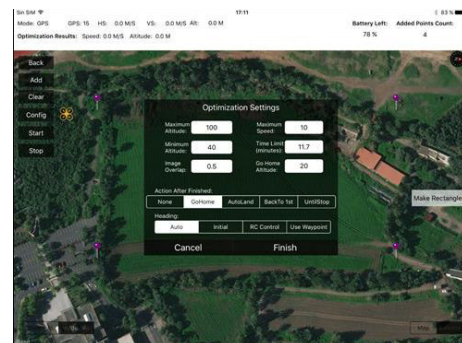 Sin SIM 17:11 83 %
Mode: GPS GPS: 15 HS: 0.0 M/S VS: 0.0 M/S Alt: 0.0 M Battery Left: Added Points Count:
Optimization Results: Speed: 0.0 M/S Altitude: 0.0 M 78 % 4
Back
Add
Clear
Config
Start
Stop
Optimization Settings
Maximum Altitude: 100 Maximum Speed: 10
Minimum Altitude: 40 Time Limit (minutes): 11.7
Image Overlap: 0.5 Go Home Altitude: 20
Action After Finished:
None GoHome AutoLand BackTo 1st UntilStop
Heading:
Auto Initial RC Control Use Waypoint
Cancel Finish
Make Rectangle